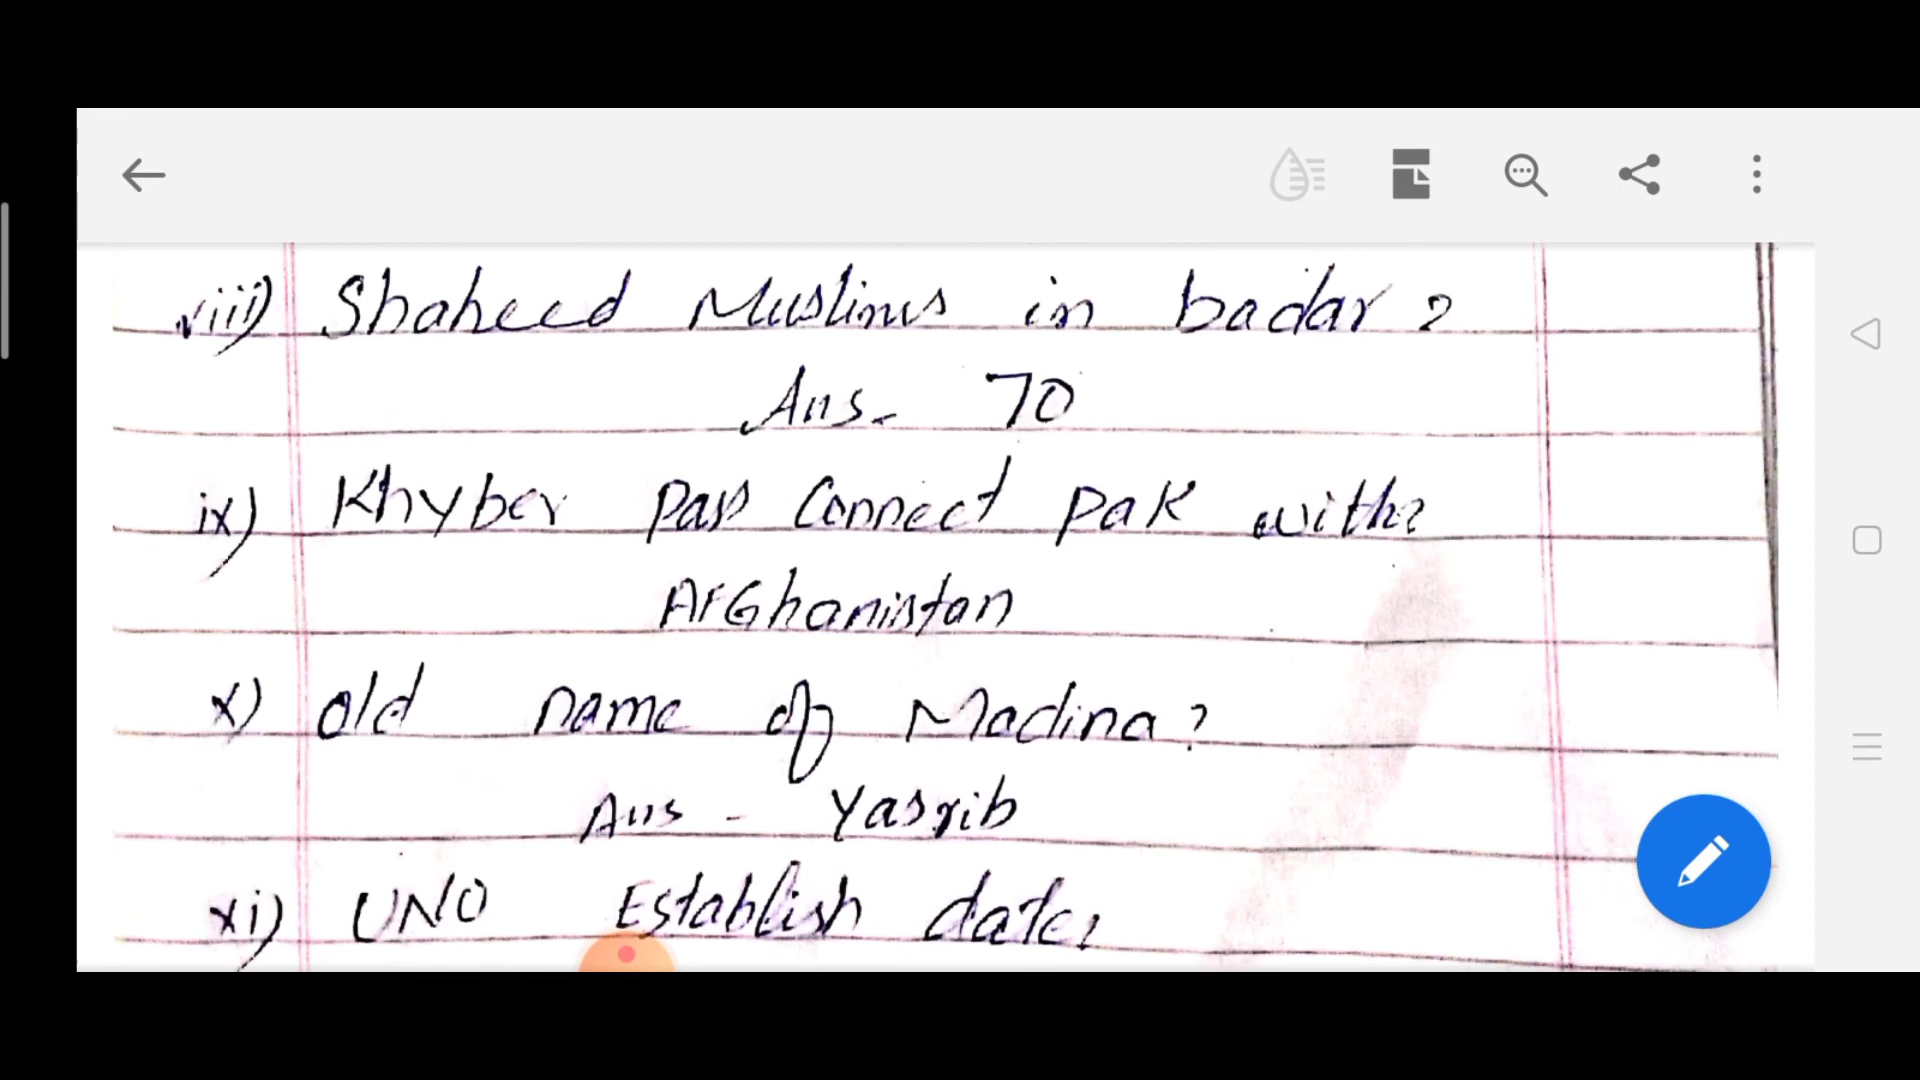 viii) Shaheed Muslims in badar?
Ans- 70
ix) Khyber pass Connect pak with?
AfGhanistan
x) old name of Madina?
Ans - Yasrib
xi) UNO Establish date?